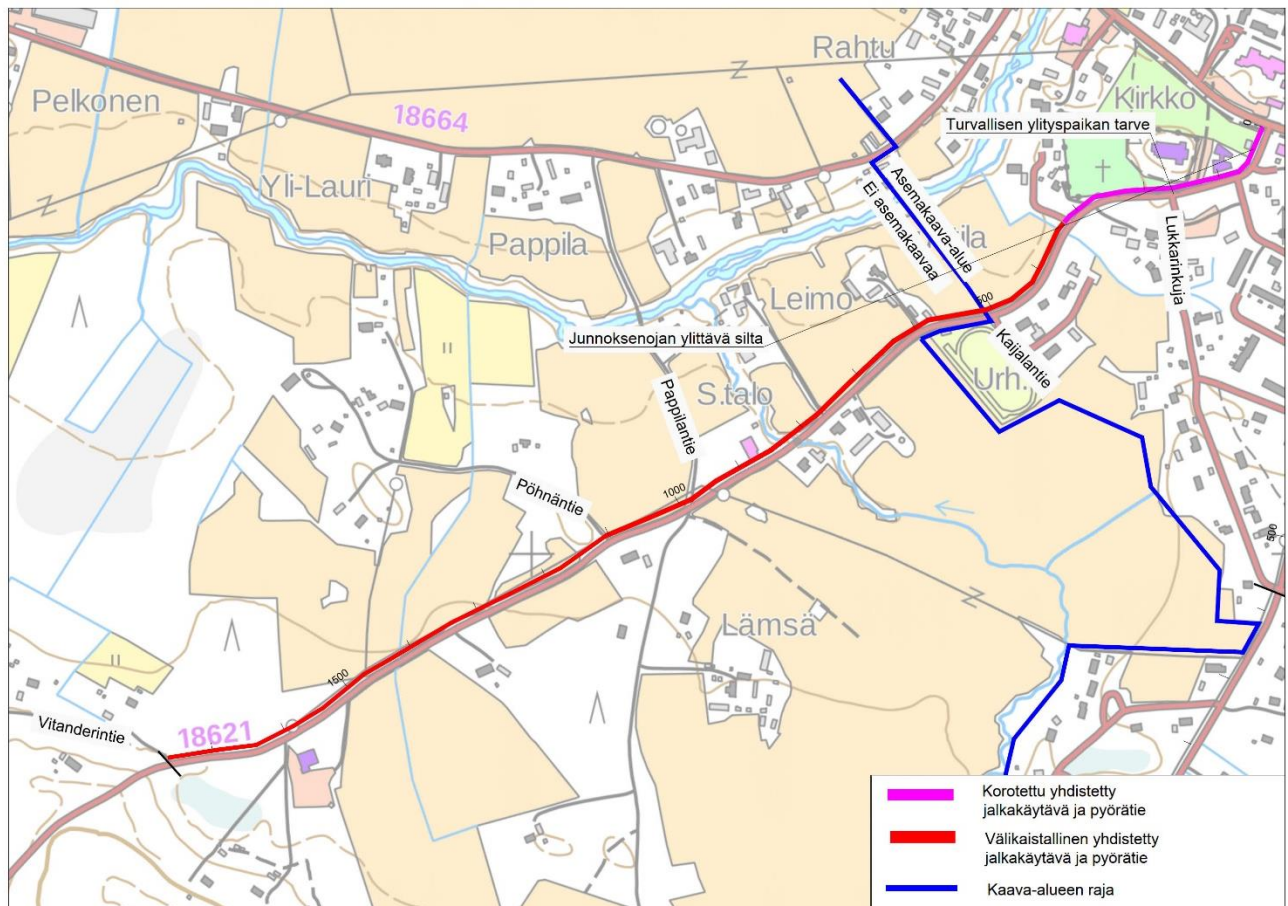 Rahtu
Pelkonen
18664
Kirkko
Turvallisen ylityspaikan tarve
0
Yli-Lauri
Asemakaava-alue
Ei asemakaavaa
Pappila
Lukkarinkuja
Leimo
500
Junnoksenojan ylittävä silta
Kaijalantie
Urh.
S.talo
Pappilantie
1000
Pöhnäntie
500
Lämsä
1500
Vitanderintie
18621
Korotettu yhdistetty
jalkakäytävä ja pyörätie
Välikaistallinen yhdistetty
jalkakäytävä ja pyörätie
Kaava-alueen raja